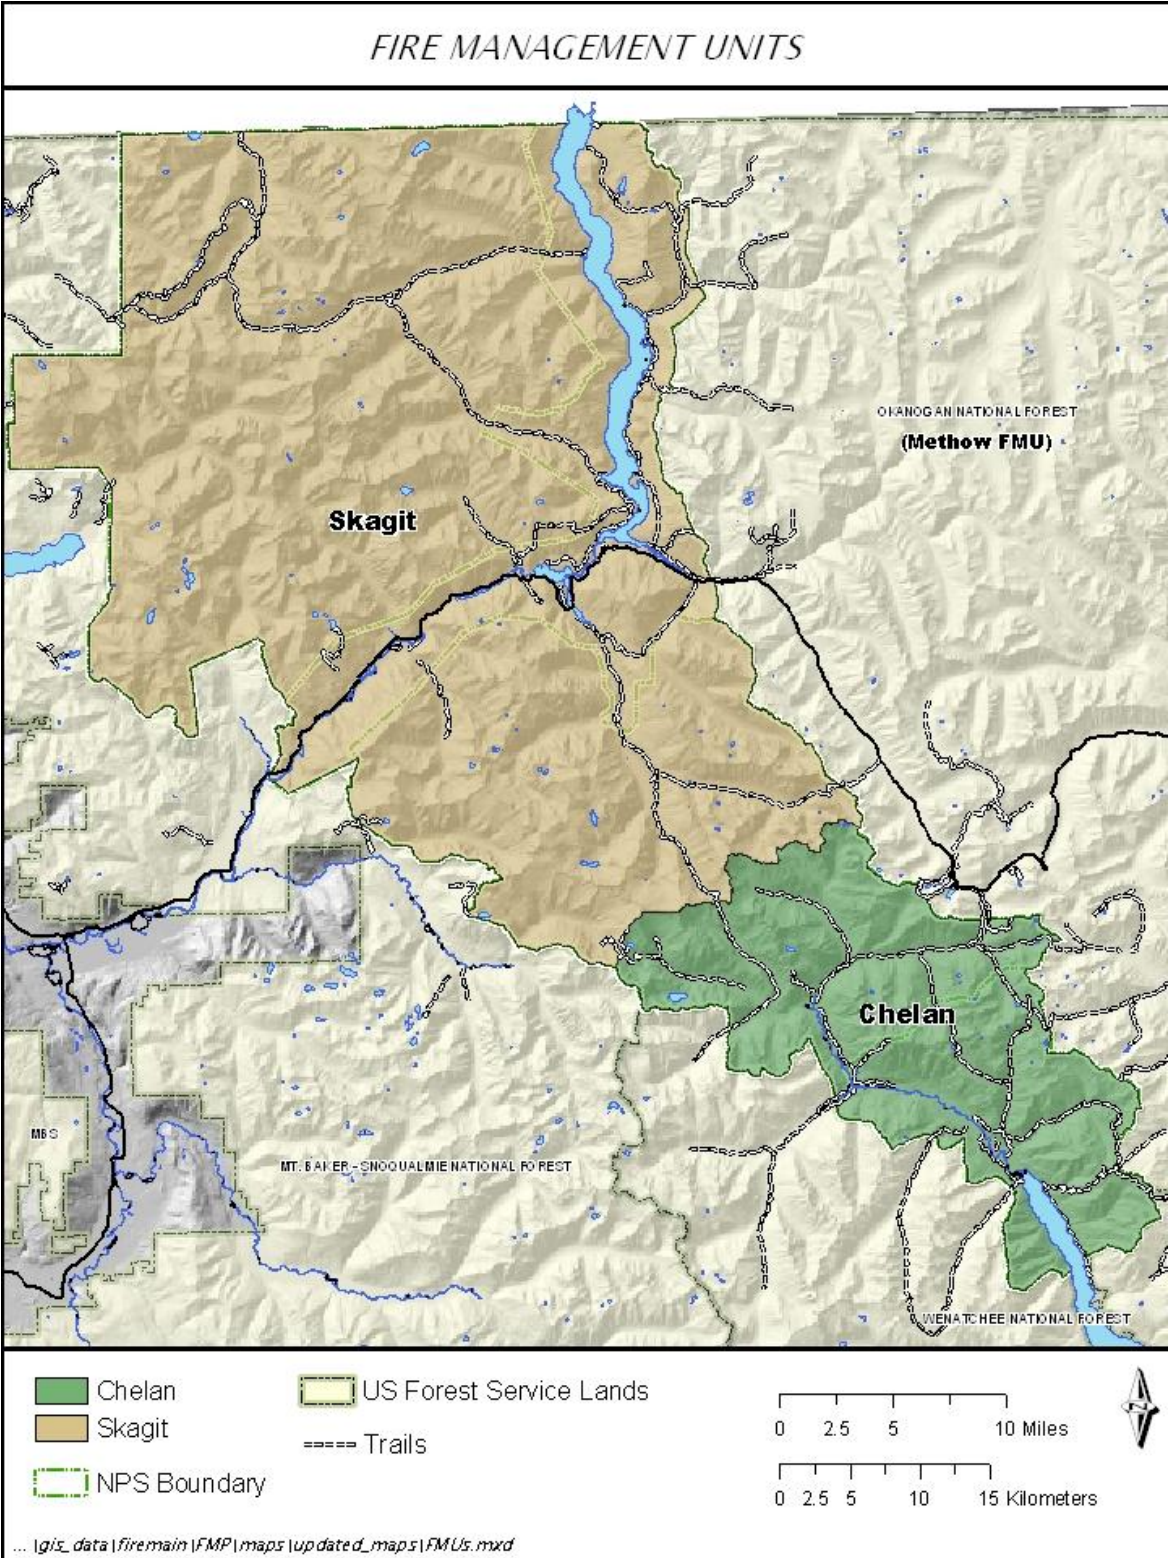 FIRE MANAGEMENT UNITS
OKANOGAN NATIONAL FOREST
(Methow FMU)
Skagit
Chelan
MBS
MT. BAKER - SNOQUALMIE NATIONAL FOREST
WENATCHEE NATIONAL FOREST
Chelan
Skagit
NPS Boundary
US Forest Service Lands
Trails
0 2.5 5 10 Miles
0 2.5 5 10 15 Kilometers
N
... |gis_data|firemain|FMP|maps|updated_maps|FMUs.mxd